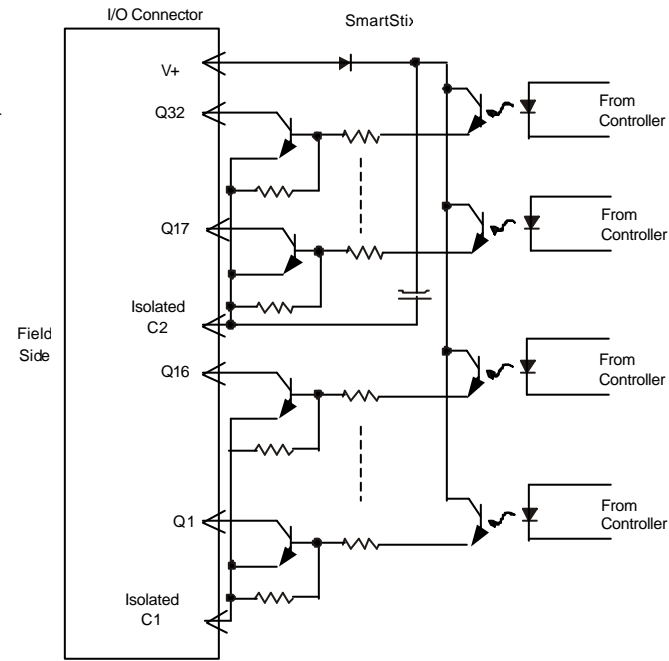 I/O Connector
SmartStix
V+
Q32
From
Controller
Q17
From
Controller
Isolated
C2
Field
Side
Q16
From
Controller
Q1
From
Controller
Isolated
C1